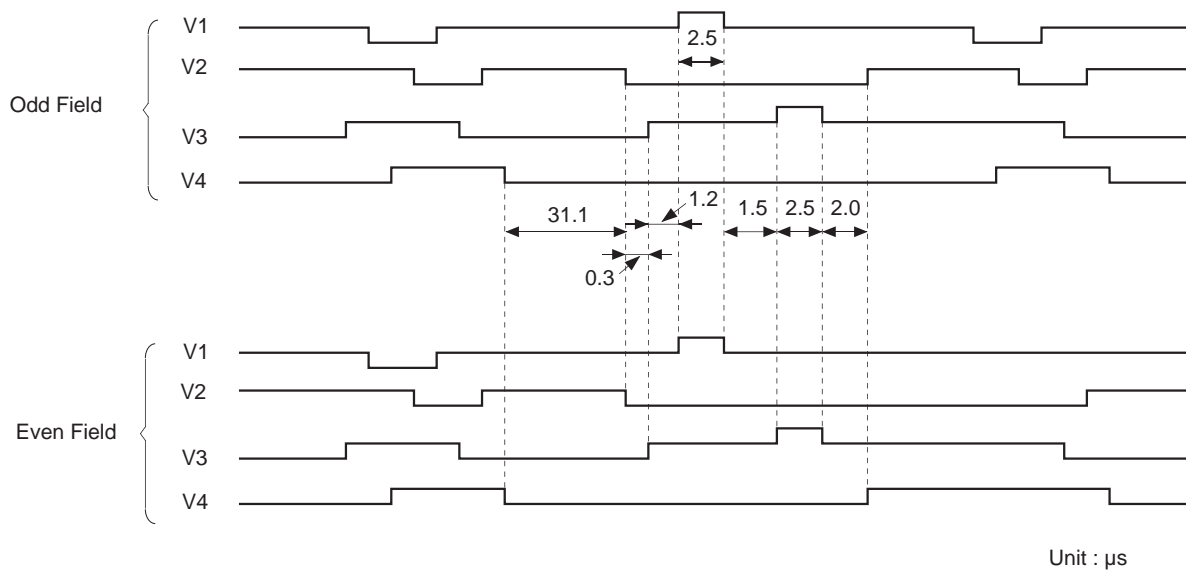 V1
2.5
V2
Odd Field
V3
V4
1.2
31.1
1.5
2.5
2.0
0.3
V1
V2
Even Field
V3
V4
Unit : µs